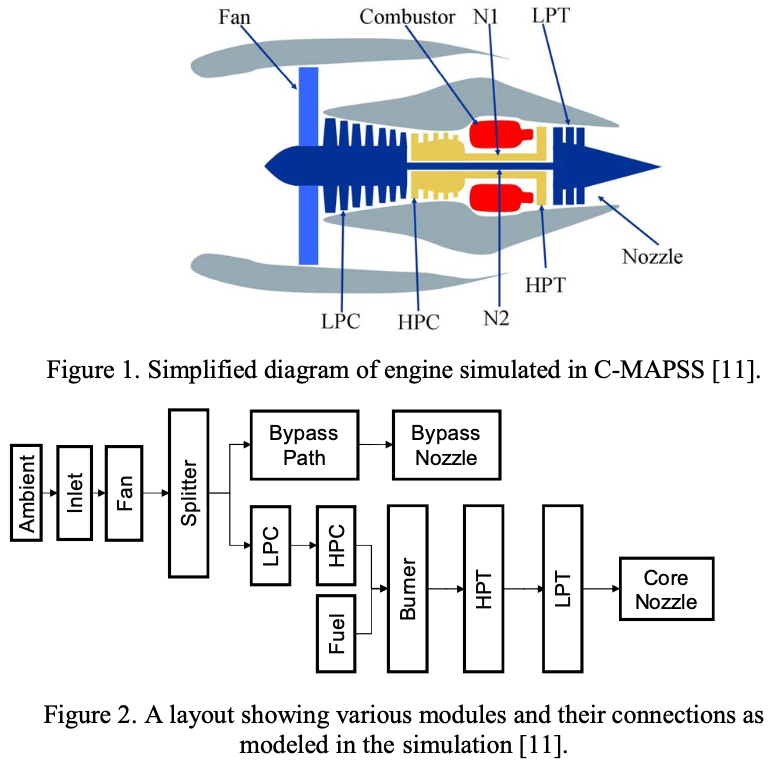 Fan
Combustor
N1
LPT
Nozzle
HPT
N2
HPC
LPC
Figure 1. Simplified diagram of engine simulated in C-MAPSS [11].
Ambient
Inlet
Fan
Splitter
Bypass
Path
Bypass
Nozzle
LPC
HPC
Fuel
Burner
HPT
LPT
Core
Nozzle
Figure 2. A layout showing various modules and their connections as
modeled in the simulation [11].